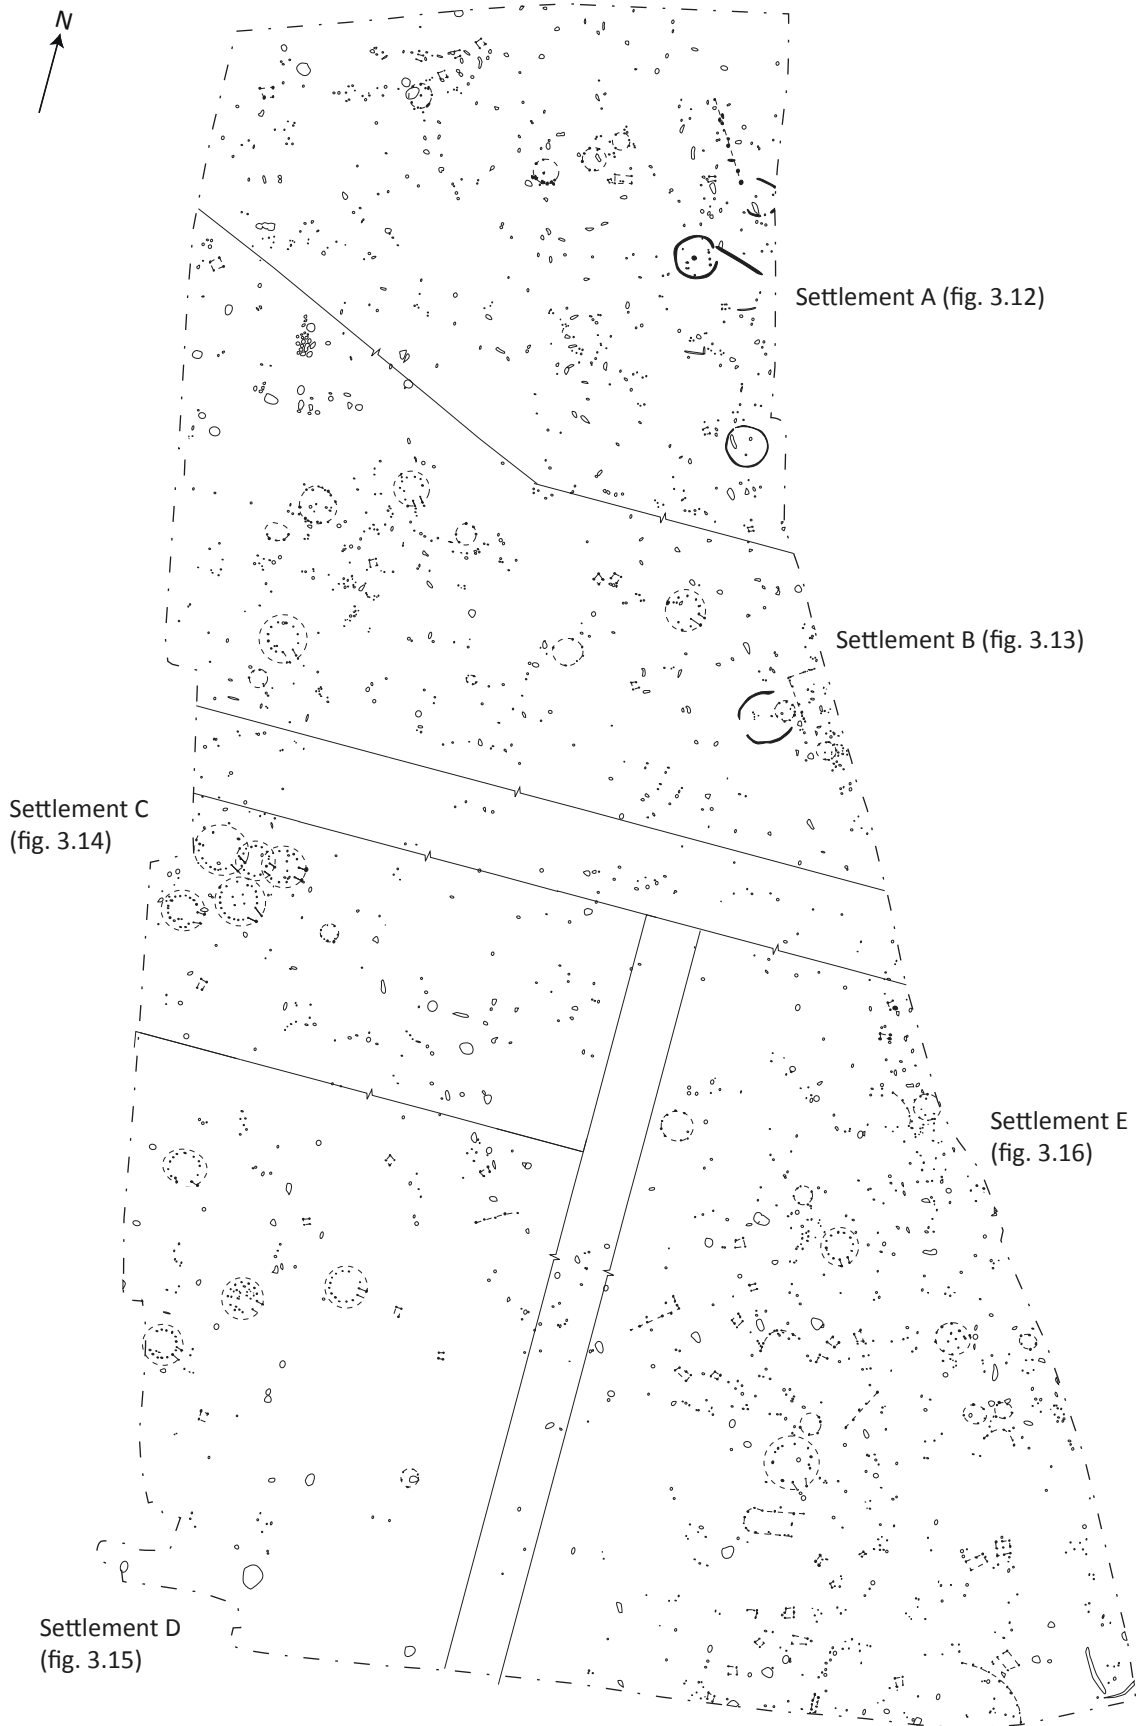 N
Settlement A (fig. 3.12)
Settlement B (fig. 3.13)
Settlement C
(fig. 3.14)
Settlement E
(fig. 3.16)
Settlement D
(fig. 3.15)